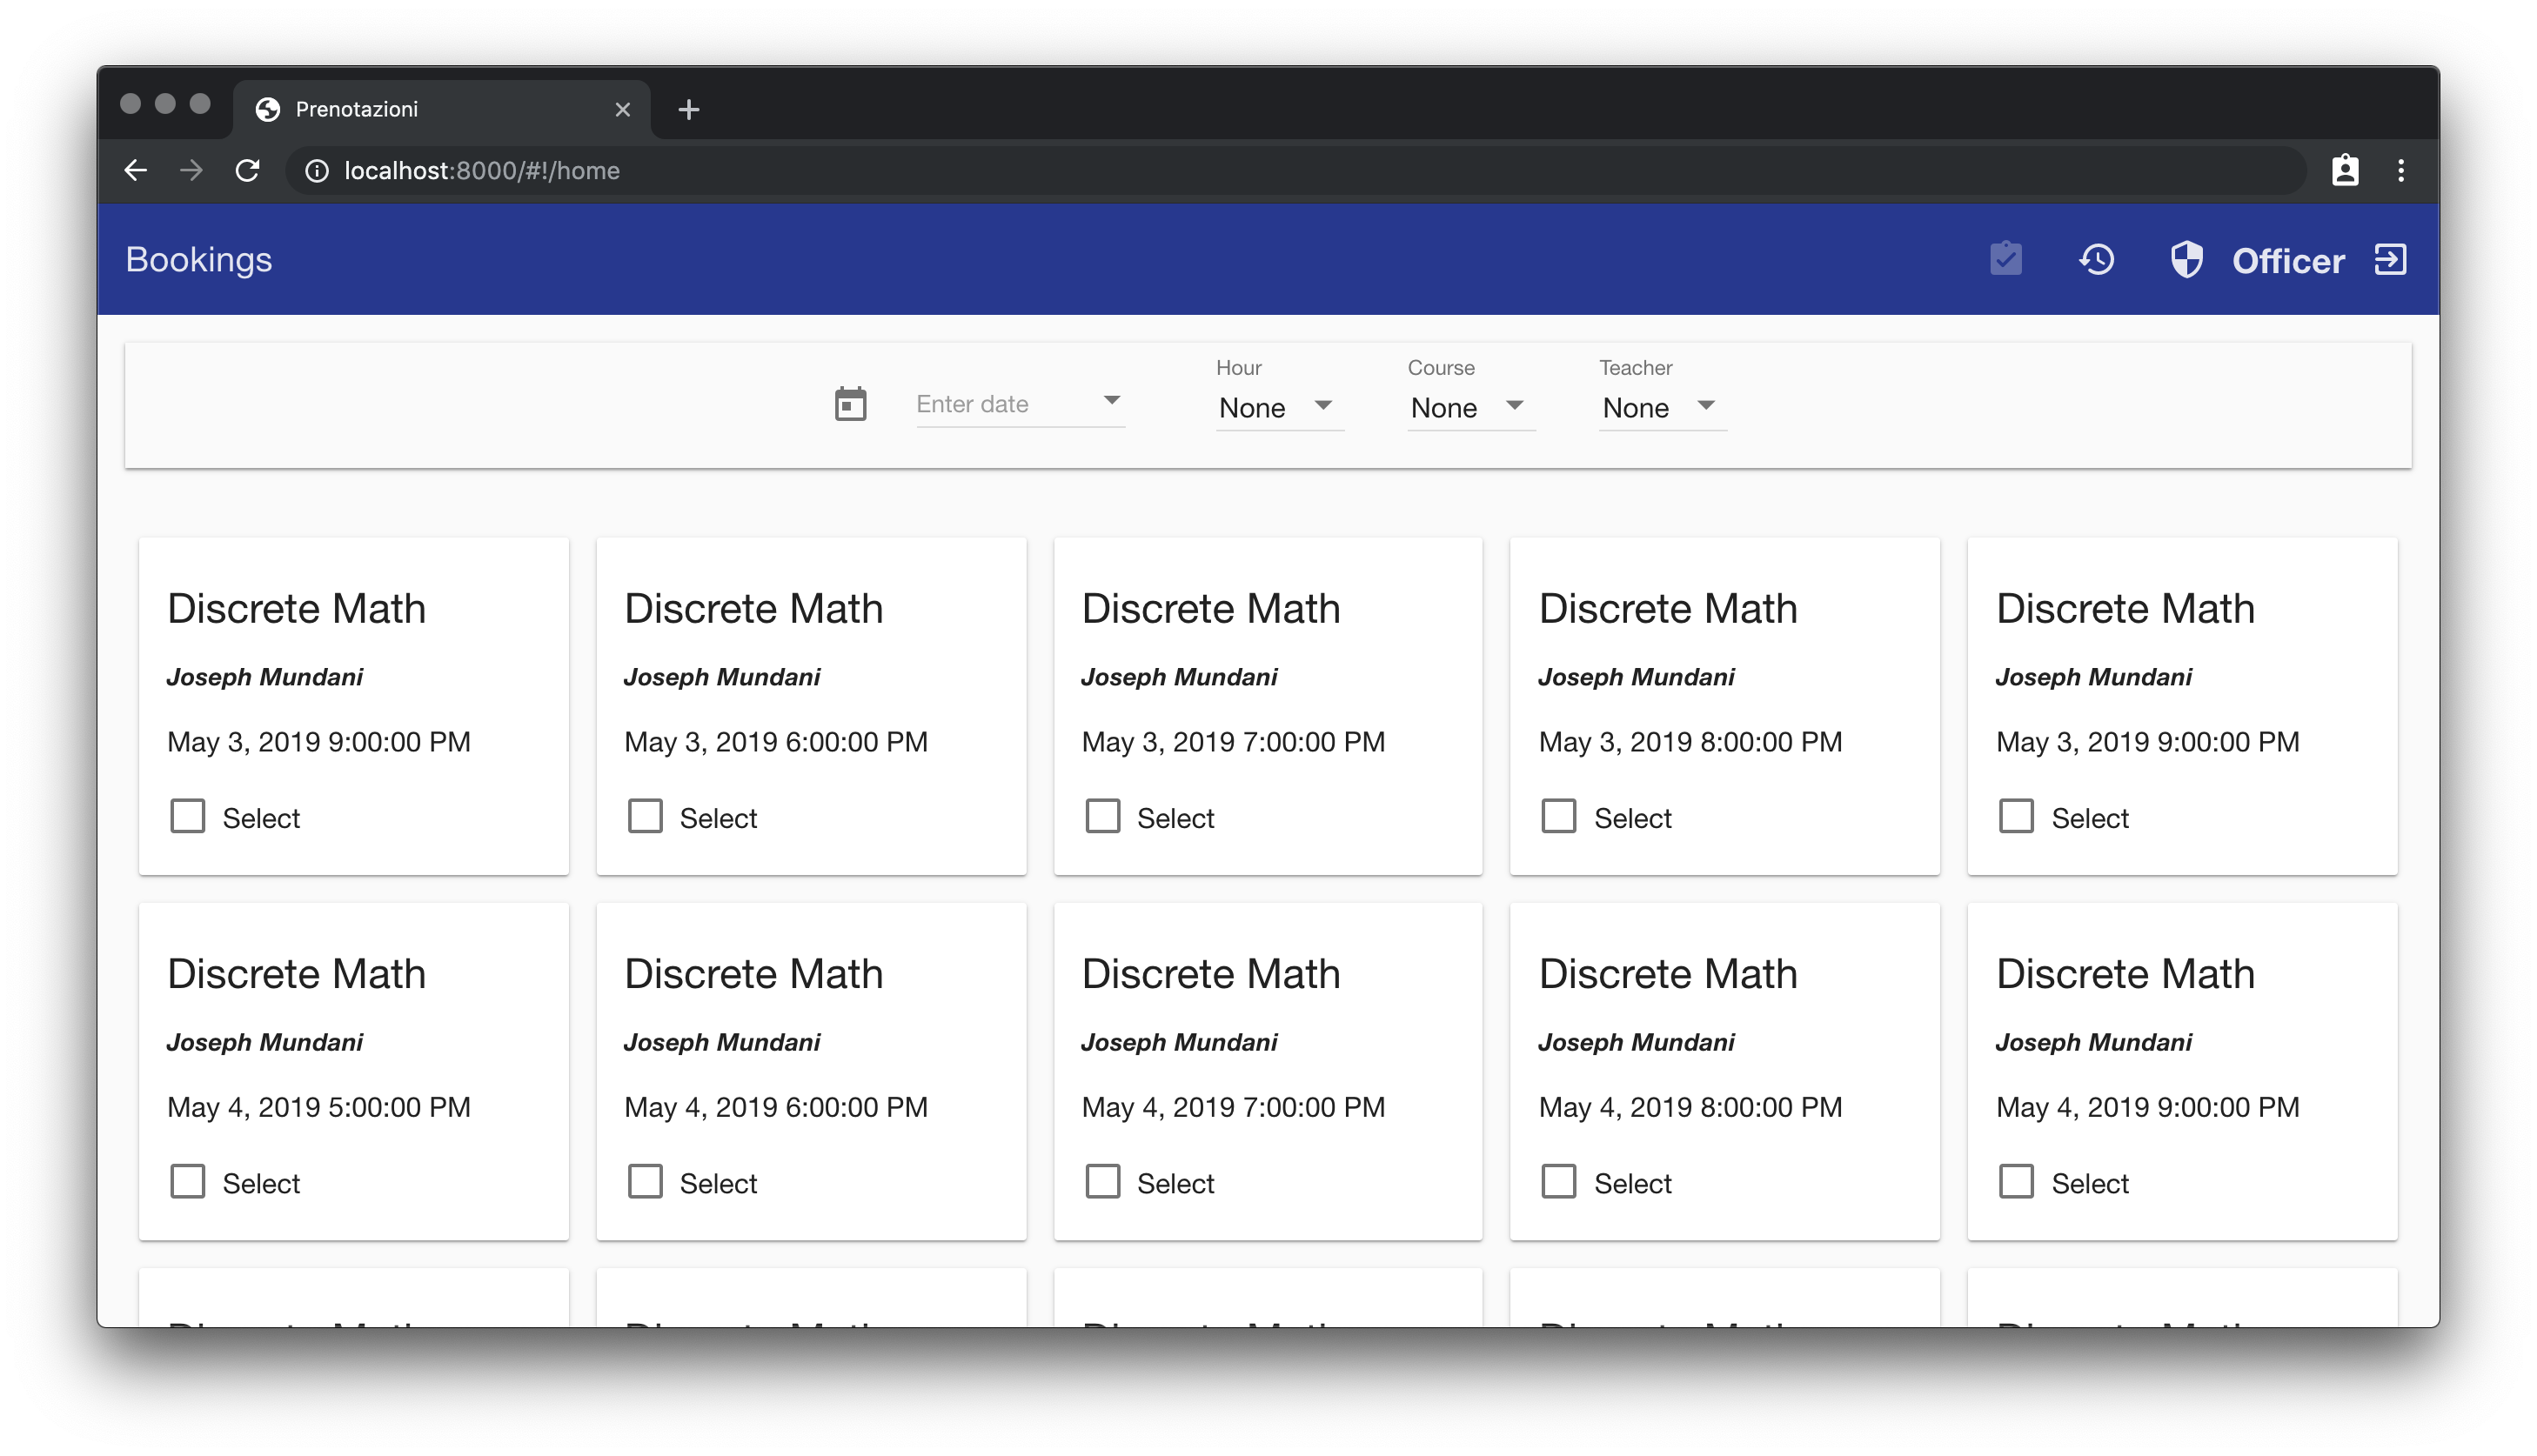 Prenotazioni
localhost:8000/#!/home
Bookings
Officer
Enter date
Hour
None
Course
None
Teacher
None
Discrete Math
Joseph Mundani
May 3, 2019 9:00:00 PM
Select
Discrete Math
Joseph Mundani
May 3, 2019 6:00:00 PM
Select
Discrete Math
Joseph Mundani
May 3, 2019 7:00:00 PM
Select
Discrete Math
Joseph Mundani
May 3, 2019 8:00:00 PM
Select
Discrete Math
Joseph Mundani
May 3, 2019 9:00:00 PM
Select
Discrete Math
Joseph Mundani
May 4, 2019 5:00:00 PM
Select
Discrete Math
Joseph Mundani
May 4, 2019 6:00:00 PM
Select
Discrete Math
Joseph Mundani
May 4, 2019 7:00:00 PM
Select
Discrete Math
Joseph Mundani
May 4, 2019 8:00:00 PM
Select
Discrete Math
Joseph Mundani
May 4, 2019 9:00:00 PM
Select